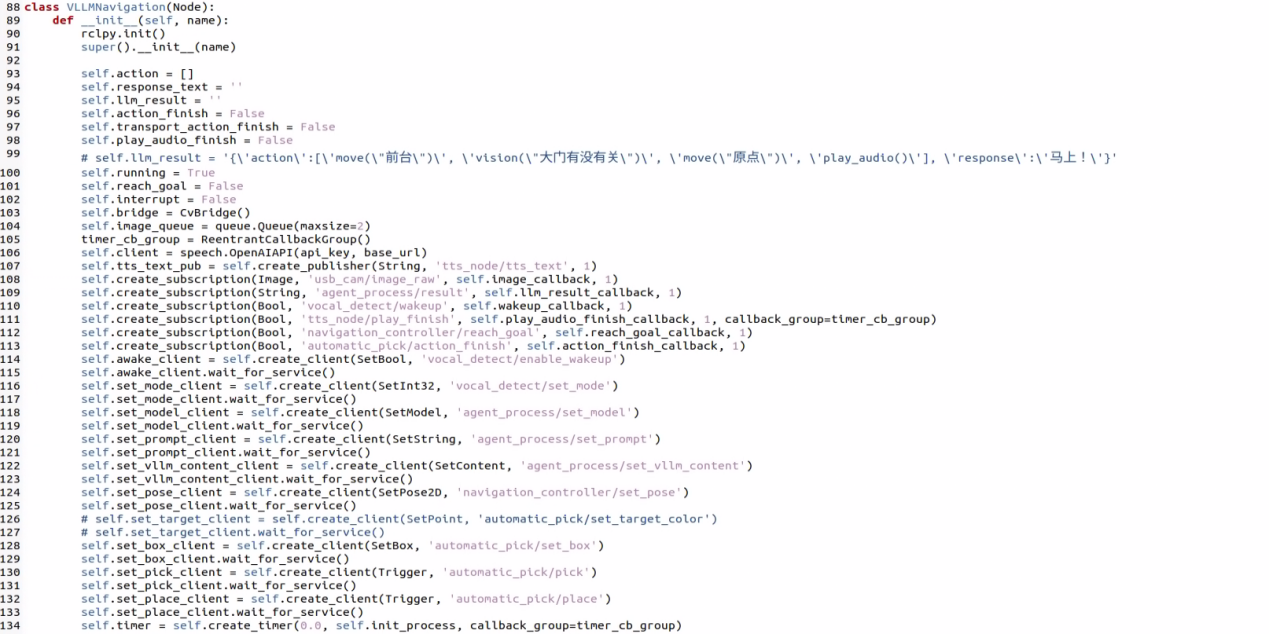 88 class VLLMNavigation(Node):
89     def __init__(self, name):
90         rclpy.init()
91         super().__init__(name)
92
93         self.action = []
94         self.response_text = ''
95         self.llm_result = ''
96         self.action_finish = False
97         self.transport_action_finish = False
98         self.play_audio_finish = False
99         # self.llm_result = '{\'action\':[\'move(\"前台\")\', \'vision(\"大门有没有关\")\', \'move(\"原点\")\', \'play_audio()\'], \'response\':\'马上！\'}'
100         self.running = True
101         self.reach_goal = False
102         self.interrupt = False
103         self.bridge = CvBridge()
104         self.image_queue = queue.Queue(maxsize=2)
105         timer_cb_group = ReentrantCallbackGroup()
106         self.client = speech.OpenAIAPI(api_key, base_url)
107         self.tts_text_pub = self.create_publisher(String, 'tts_node/tts_text', 1)
108         self.create_subscription(Image, 'usb_cam/image_raw', self.image_callback, 1)
109         self.create_subscription(String, 'agent_process/result', self.llm_result_callback, 1)
110         self.create_subscription(Bool, 'vocal_detect/wakeup', self.wakeup_callback, 1)
111         self.create_subscription(Bool, 'tts_node/play_finish', self.play_audio_finish_callback, 1, callback_group=timer_cb_group)
112         self.create_subscription(Bool, 'navigation_controller/reach_goal', self.reach_goal_callback, 1)
113         self.create_subscription(Bool, 'automatic_pick/action_finish', self.action_finish_callback, 1)
114         self.awake_client = self.create_client(SetBool, 'vocal_detect/enable_wakeup')
115         self.awake_client.wait_for_service()
116         self.set_mode_client = self.create_client(SetInt32, 'vocal_detect/set_mode')
117         self.set_mode_client.wait_for_service()
118         self.set_model_client = self.create_client(SetModel, 'agent_process/set_model')
119         self.set_model_client.wait_for_service()
120         self.set_prompt_client = self.create_client(SetString, 'agent_process/set_prompt')
121         self.set_prompt_client.wait_for_service()
122         self.set_vllm_content_client = self.create_client(SetContent, 'agent_process/set_vllm_content')
123         self.set_vllm_content_client.wait_for_service()
124         self.set_pose_client = self.create_client(SetPose2D, 'navigation_controller/set_pose')
125         self.set_pose_client.wait_for_service()
126         # self.set_target_client = self.create_client(SetPoint, 'automatic_pick/set_target_color')
127         # self.set_target_client.wait_for_service()
128         self.set_box_client = self.create_client(SetBox, 'automatic_pick/set_box')
129         self.set_box_client.wait_for_service()
130         self.set_pick_client = self.create_client(Trigger, 'automatic_pick/pick')
131         self.set_pick_client.wait_for_service()
132         self.set_place_client = self.create_client(Trigger, 'automatic_pick/place')
133         self.set_place_client.wait_for_service()
134         self.timer = self.create_timer(0.0, self.init_process, callback_group=timer_cb_group)